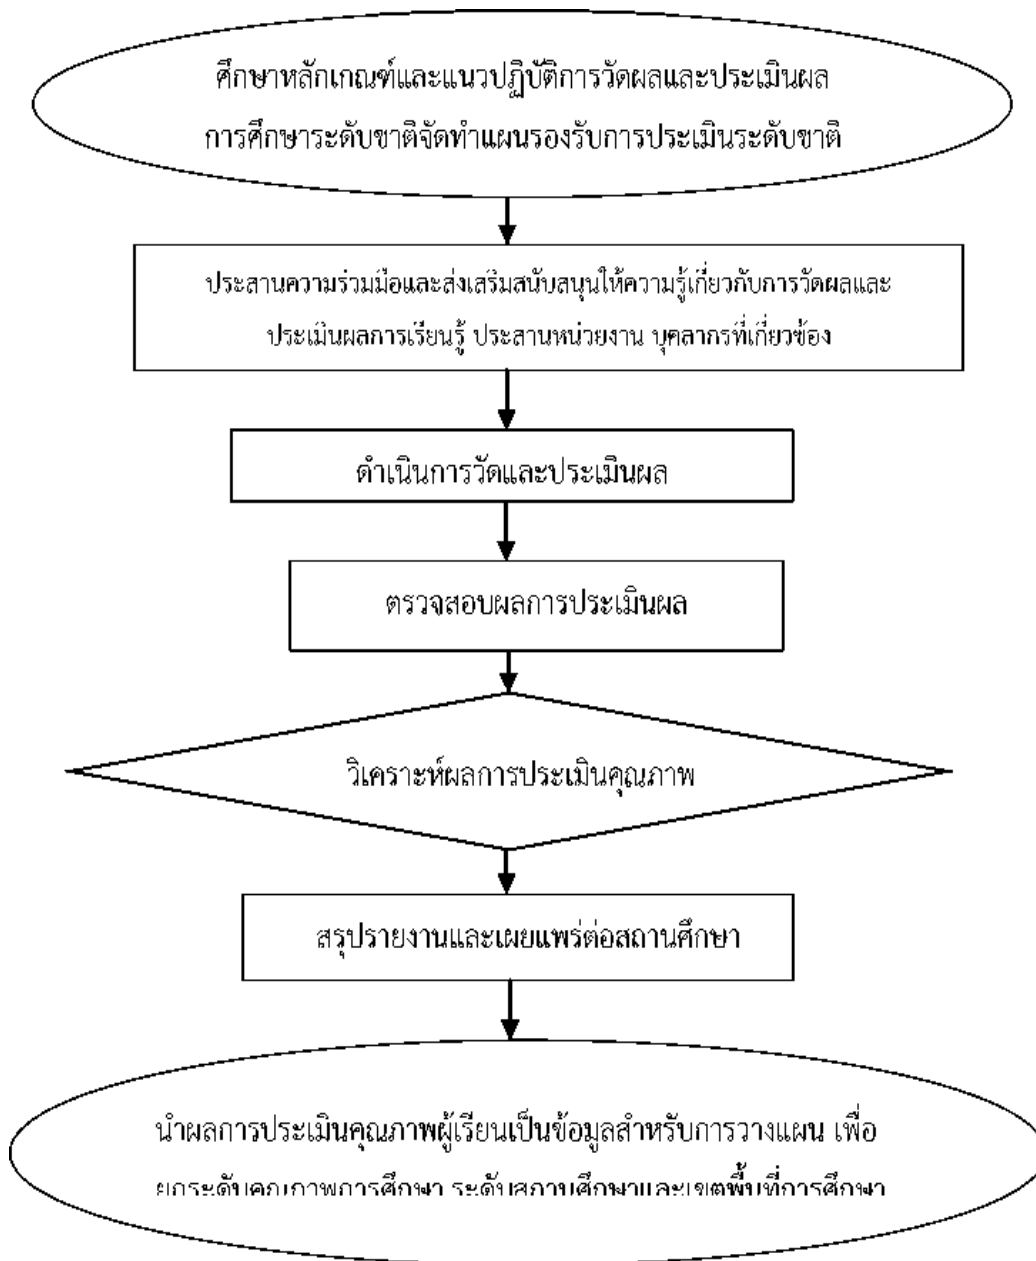 ศึกษาหลักเกณฑ์และแนวปฏิบัติการวัดผลและประเมินผล
การศึกษาระดับชาติจัดทำแผนรองรับการประเมินระดับชาติ
ประสานความร่วมมือและส่งเสริมสนับสนุนให้ความรู้เกี่ยวกับการวัดผลและ
ประเมินผลการเรียนรู้ ประสานหน่วยงาน บุคลากรที่เกี่ยวข้อง
ดำเนินการวัดและประเมินผล
ตรวจสอบผลการประเมินผล
วิเคราะห์ผลการประเมินคุณภาพ
สรุปรายงานและเผยแพร่ต่อสถานศึกษา
นำผลการประเมินคุณภาพผู้เรียนเป็นข้อมูลสำหรับการวางแผน เพื่อ
ยกระดับคุณภาพการศึกษา ระดับสถานศึกษาและเขตพื้นที่การศึกษา